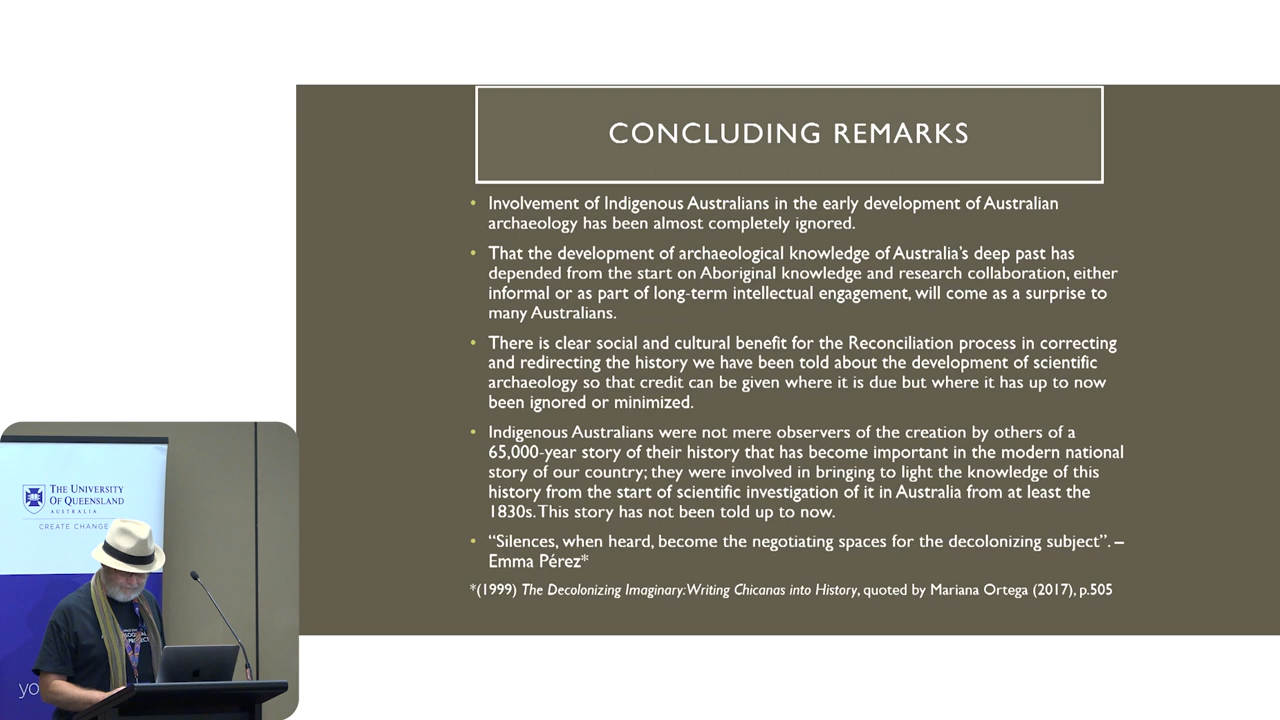 CONCLUDING REMARKS
• Involvement of Indigenous Australians in the early development of Australian
archaeology has been almost completely ignored.
• That the development of archaeological knowledge of Australia's deep past has
depended from the start on Aboriginal knowledge and research collaboration, either
informal or as part of long-term intellectual engagement, will come as a surprise to
many Australians.
• There is clear social and cultural benefit for the Reconciliation process in correcting
and redirecting the history we have been told about the development of scientific
archaeology so that credit can be given where it is due but where it has up to now
been ignored or minimized.
• Indigenous Australians were not mere observers of the creation by others of a
65,000-year story of their history that has become important in the modern national
story of our country; they were involved in bringing to light the knowledge of this
history from the start of scientific investigation of it in Australia from at least the
1830s. This story has not been told up to now.
• “Silences, when heard, become the negotiating spaces for the decolonizing subject”. –
Emma Pérez*
*(1999) The Decolonizing Imaginary: Writing Chicanas into History, quoted by Mariana Ortega (2017), p.505
THE UNIVERSITY
OF QUEENSLAND
AUSTRALIA
CREATE CHANGE
yo